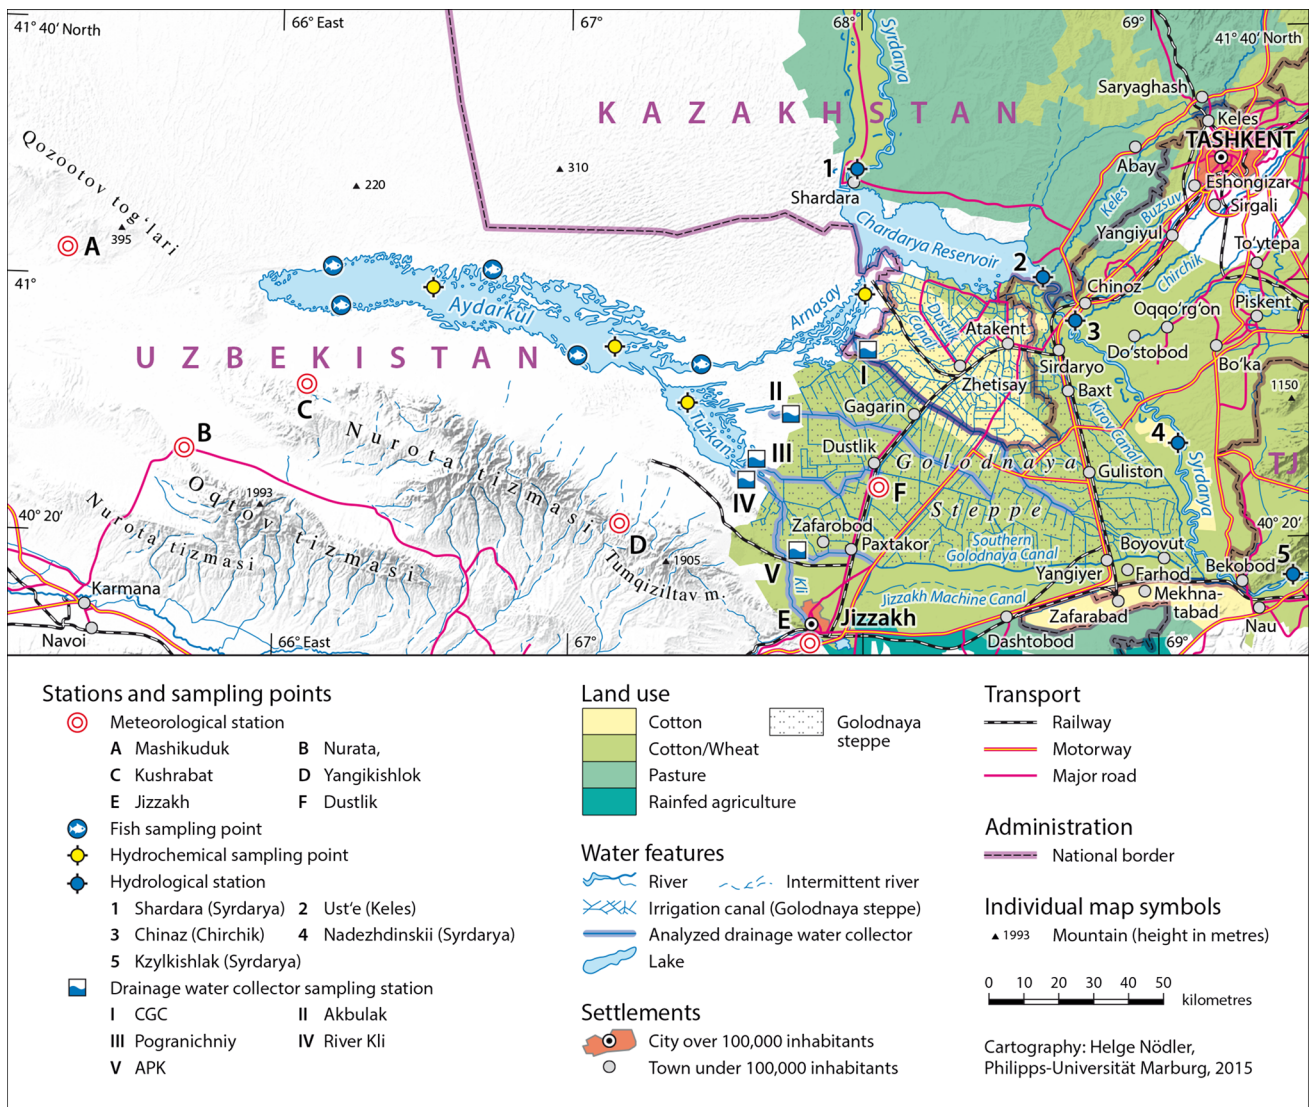 41° 40′ North
66° East
67°
68°
69°
41° 40′ North
Syrdarya
Saryaghash
KAZAKHSTAN
Keles
TASHKENT
Qozootov tog‘lari
310
1
Abay
220
Shardara
Keles
Eshongizar
Buzsuv
Sirgali
395
A
Chardarya Reservoir
Yangiyul
To‘ytepa
41°
2
Chirchik
Chinoz
Aydarkul
Arnasay
Dustlik Canal
Oqqo‘rg‘on
Piskent
Atakent
3
UZBEKISTAN
I
Do‘stobod
Sirdaryo
Bo‘ka
Zhetisay
Baxt
1150
C
II
Gagarin
Kirov Canal
B
Tuzkan
Nurota tizmasi
Dustlik
4
III
Golodnaya
Guliston
Syrdarya
TJ
Oqtov tizmasi
1993
IV
F
Steppe
40° 20′
Nurota tizmasi
D
Zafarobod
40° 20′
Southern
Golodnaya Canal
Boyovut
Paxtakor
5
1905
V
Yangiyer
Farhod
Bekobod
Tumqiziltav m.
Kli
Jizzakh Machine Canal
Mekhna-
tabad
Karmana
E
Jizzakh
Zafarabad
Nau
Navoi
66° East
67°
Dashtobod
69°
Stations and sampling points
Meteorological station
A Mashikuduk
B Nurata,
C Kushrabat
D Yangikishlok
E Jizzakh
F Dustlik
Fish sampling point
Hydrochemical sampling point
Hydrological station
1 Shardara (Syrdarya)
2 Ust‘e (Keles)
3 Chinaz (Chirchik)
4 Nadezhdinskii (Syrdarya)
5 Kzylkishlak (Syrdarya)
Drainage water collector sampling station
I CGC
II Akbulak
III Pogranichniy
IV River Kli
V APK
Land use
Cotton
Cotton/Wheat
Pasture
Rainfed agriculture
Golodnaya
steppe
Water features
River
Intermittent river
Irrigation canal (Golodnaya steppe)
Analyzed drainage water collector
Lake
Settlements
City over 100,000 inhabitants
Town under 100,000 inhabitants
Transport
Railway
Motorway
Major road
Administration
National border
Individual map symbols
1993 Mountain (height in metres)
0 10 20 30 40 50
kilometres
Cartography: Helge Nödler,
Philipps-Universität Marburg, 2015